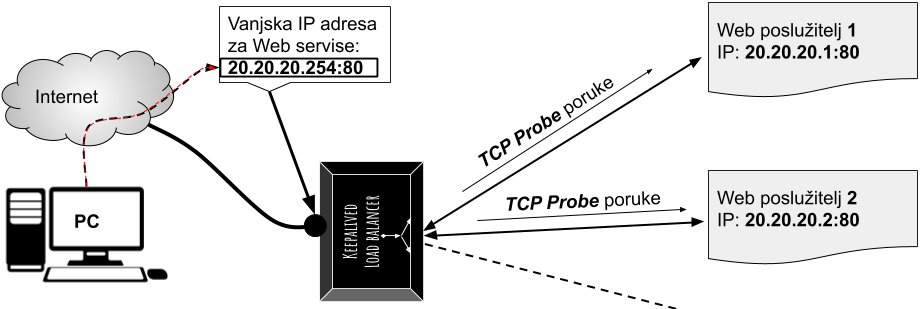 Vanjska IP adresa
za Web servise:
20.20.20.254:80
Internet
PC
KEEPALIVED
LOAD BALANCER
TCP Probe poruke
TCP Probe poruke
Web poslužitelj 1
IP: 20.20.20.1:80
Web poslužitelj 2
IP: 20.20.20.2:80